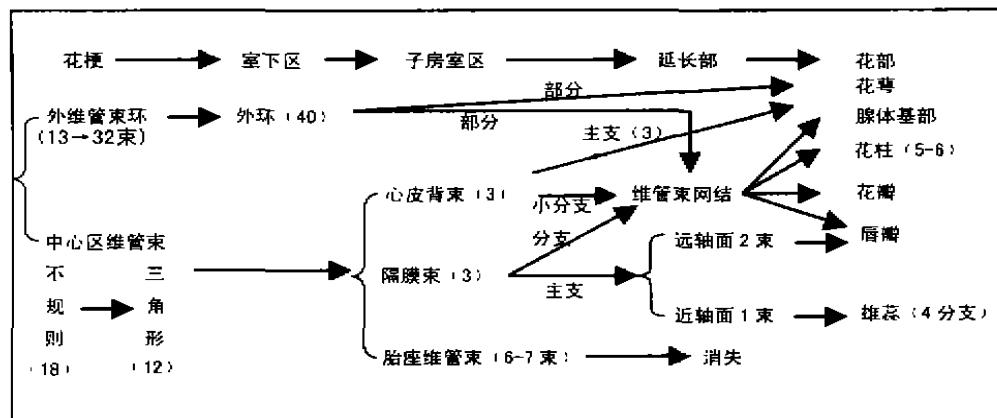 花梗 室下区 子房室区 延长部 花部
部分 花萼
外维管束环 外环(40) 部分 腺体基部
(13→32束) 主支(3)
花柱(5-6)
心皮背束(3) 小分支 维管束网结 花瓣
中心区维管束 分支 远轴面2束 唇瓣
不 三 隔膜束(3)
主支
规 角 近轴面1束 雄蕊(4分支)
则 形 胎座维管束(6-7束) 消失
(18) (12)